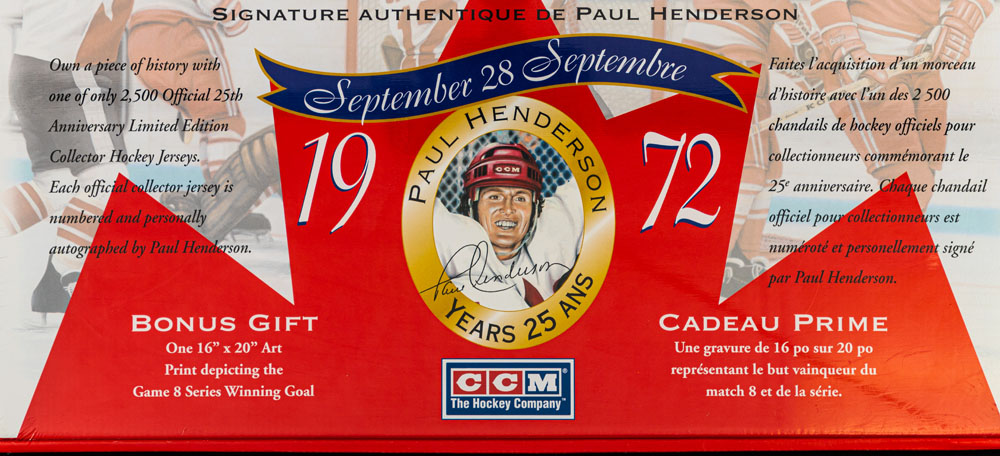 SIGNATURE AUTHENTIQUE DE PAUL HENDERSON
September 28 Septembre
Own a piece of history with
one of only 2,500 Official 25th
Anniversary Limited Edition
Collector Hockey Jerseys.
Each official collector jersey is
numbered and personally
autographed by Paul Henderson.
19
72
PAUL HENDERSON
CCM
Paul Henderson
YEARS 25 ANS
Faites l'acquisition d'un morceau
d'histoire avec l'un des 2 500
chandails de hockey officiels pour
collectionneurs commémorant le
25e anniversaire. Chaque chandail
officiel pour collectionneurs est
numéroté et personellement signé
par Paul Henderson.
BONUS GIFT
One 16” x 20” Art
Print depicting the
Game 8 Series Winning Goal
CCM
The Hockey Company™
CADEAU PRIME
Une gravure de 16 po sur 20 po
représentant le but vainqueur du
match 8 et de la série.